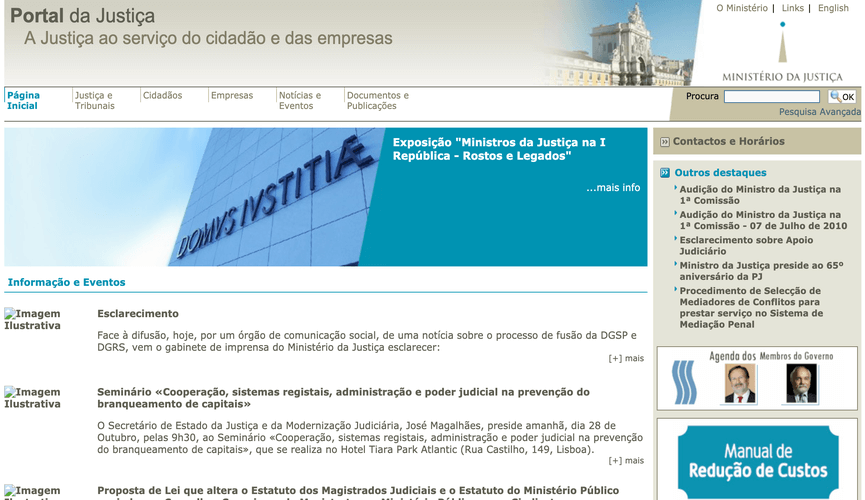 Portal da Justiça
A Justiça ao serviço do cidadão e das empresas
O Ministério | Links | English
MINISTÉRIO DA JUSTIÇA
Página
Inicial
Justiça e
Tribunais
Cidadãos
Empresas
Notícias e
Eventos
Documentos e
Publicações
Procura
OK
Pesquisa Avançada
DOMVS IVSTITIÆ
Exposição "Ministros da Justiça na I
República - Rostos e Legados"
...mais info
Informação e Eventos
Imagem
Ilustrativa
Esclarecimento
Face à difusão, hoje, por um órgão de comunicação social, de uma notícia sobre o processo de fusão da DGSP e
DGRS, vem o gabinete de imprensa do Ministério da Justiça esclarecer:
[+] mais
Imagem
Ilustrativa
Seminário «Cooperação, sistemas registais, administração e poder judicial na prevenção do
branqueamento de capitais»
O Secretário de Estado da Justiça e da Modernização Judiciária, José Magalhães, preside amanhã, dia 28 de
Outubro, pelas 9h30, ao Seminário «Cooperação, sistemas registais, administração e poder judicial na prevenção
do branqueamento de capitais», que se realiza no Hotel Tiara Park Atlantic (Rua Castilho, 149, Lisboa).
[+] mais
Imagem
Proposta de Lei que altera o Estatuto dos Magistrados Judiciais e o Estatuto do Ministério Público
Contactos e Horários
Outros destaques
Audição do Ministro da Justiça na
1ª Comissão
Audição do Ministro da Justiça na
1ª Comissão - 07 de Julho de 2010
Esclarecimento sobre Apoio
Judiciário
Ministro da Justiça preside ao 65º
aniversário da PJ
Procedimento de Selecção de
Mediadores de Conflitos para
prestar serviço no Sistema de
Mediação Penal
Agenda dos Membros do Governo
Manual de
Redução de Custos